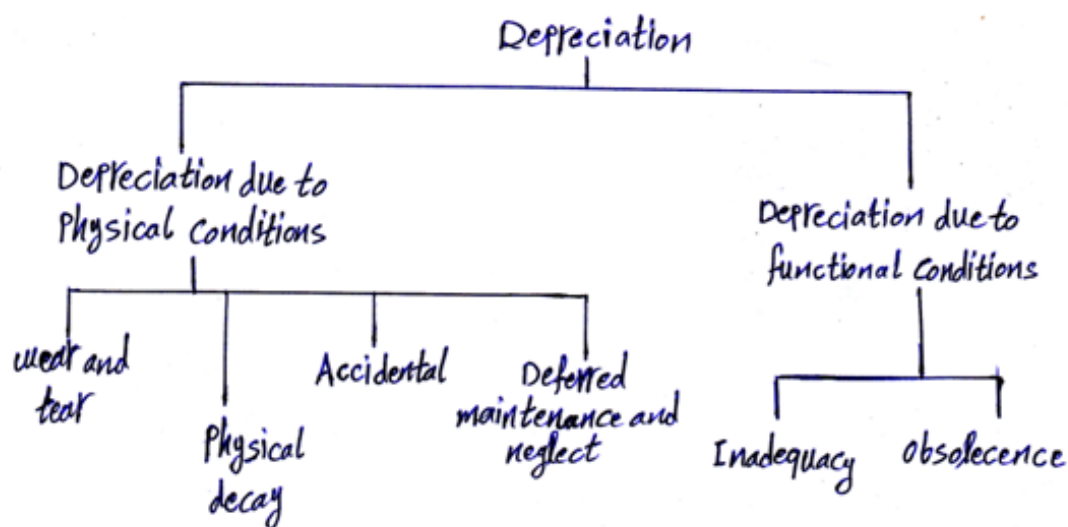 Depreciation
Depreciation due to
Physical Conditions
Depreciation due to
functional Conditions
wear and
tear
Physical
decay
Accidental
Deferred
maintenance and
neglect
Inadequacy
Obsolecence